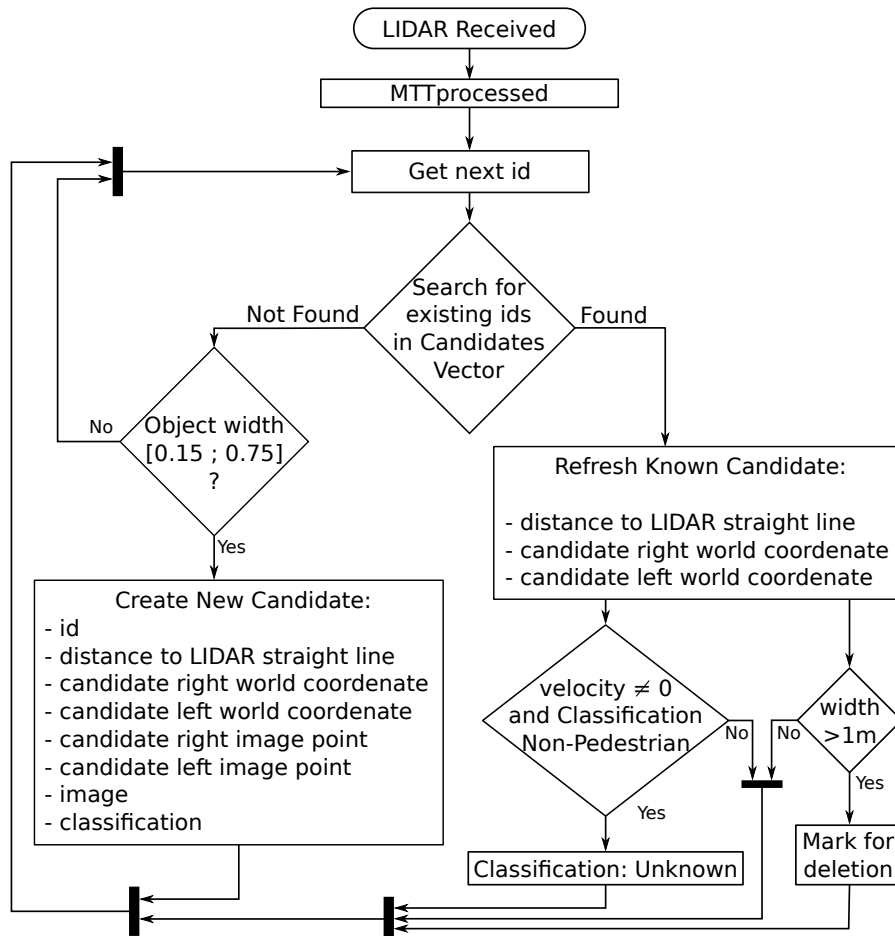 LIDAR Received
MTTprocessed
Get next id
Search for
existing ids
in Candidates
Vector
Not Found
Found
No
Object width
[0.15 ; 0.75]
?
Yes
Refresh Known Candidate:
- distance to LIDAR straight line
- candidate right world coordenate
- candidate left world coordenate
Create New Candidate:
- id
- distance to LIDAR straight line
- candidate right world coordenate
- candidate left world coordenate
- candidate right image point
- candidate left image point
- image
- classification
velocity ≠ 0
and Classification
Non-Pedestrian
No
Yes
width
>1m
No
Yes
Classification: Unknown
Mark for
deletion